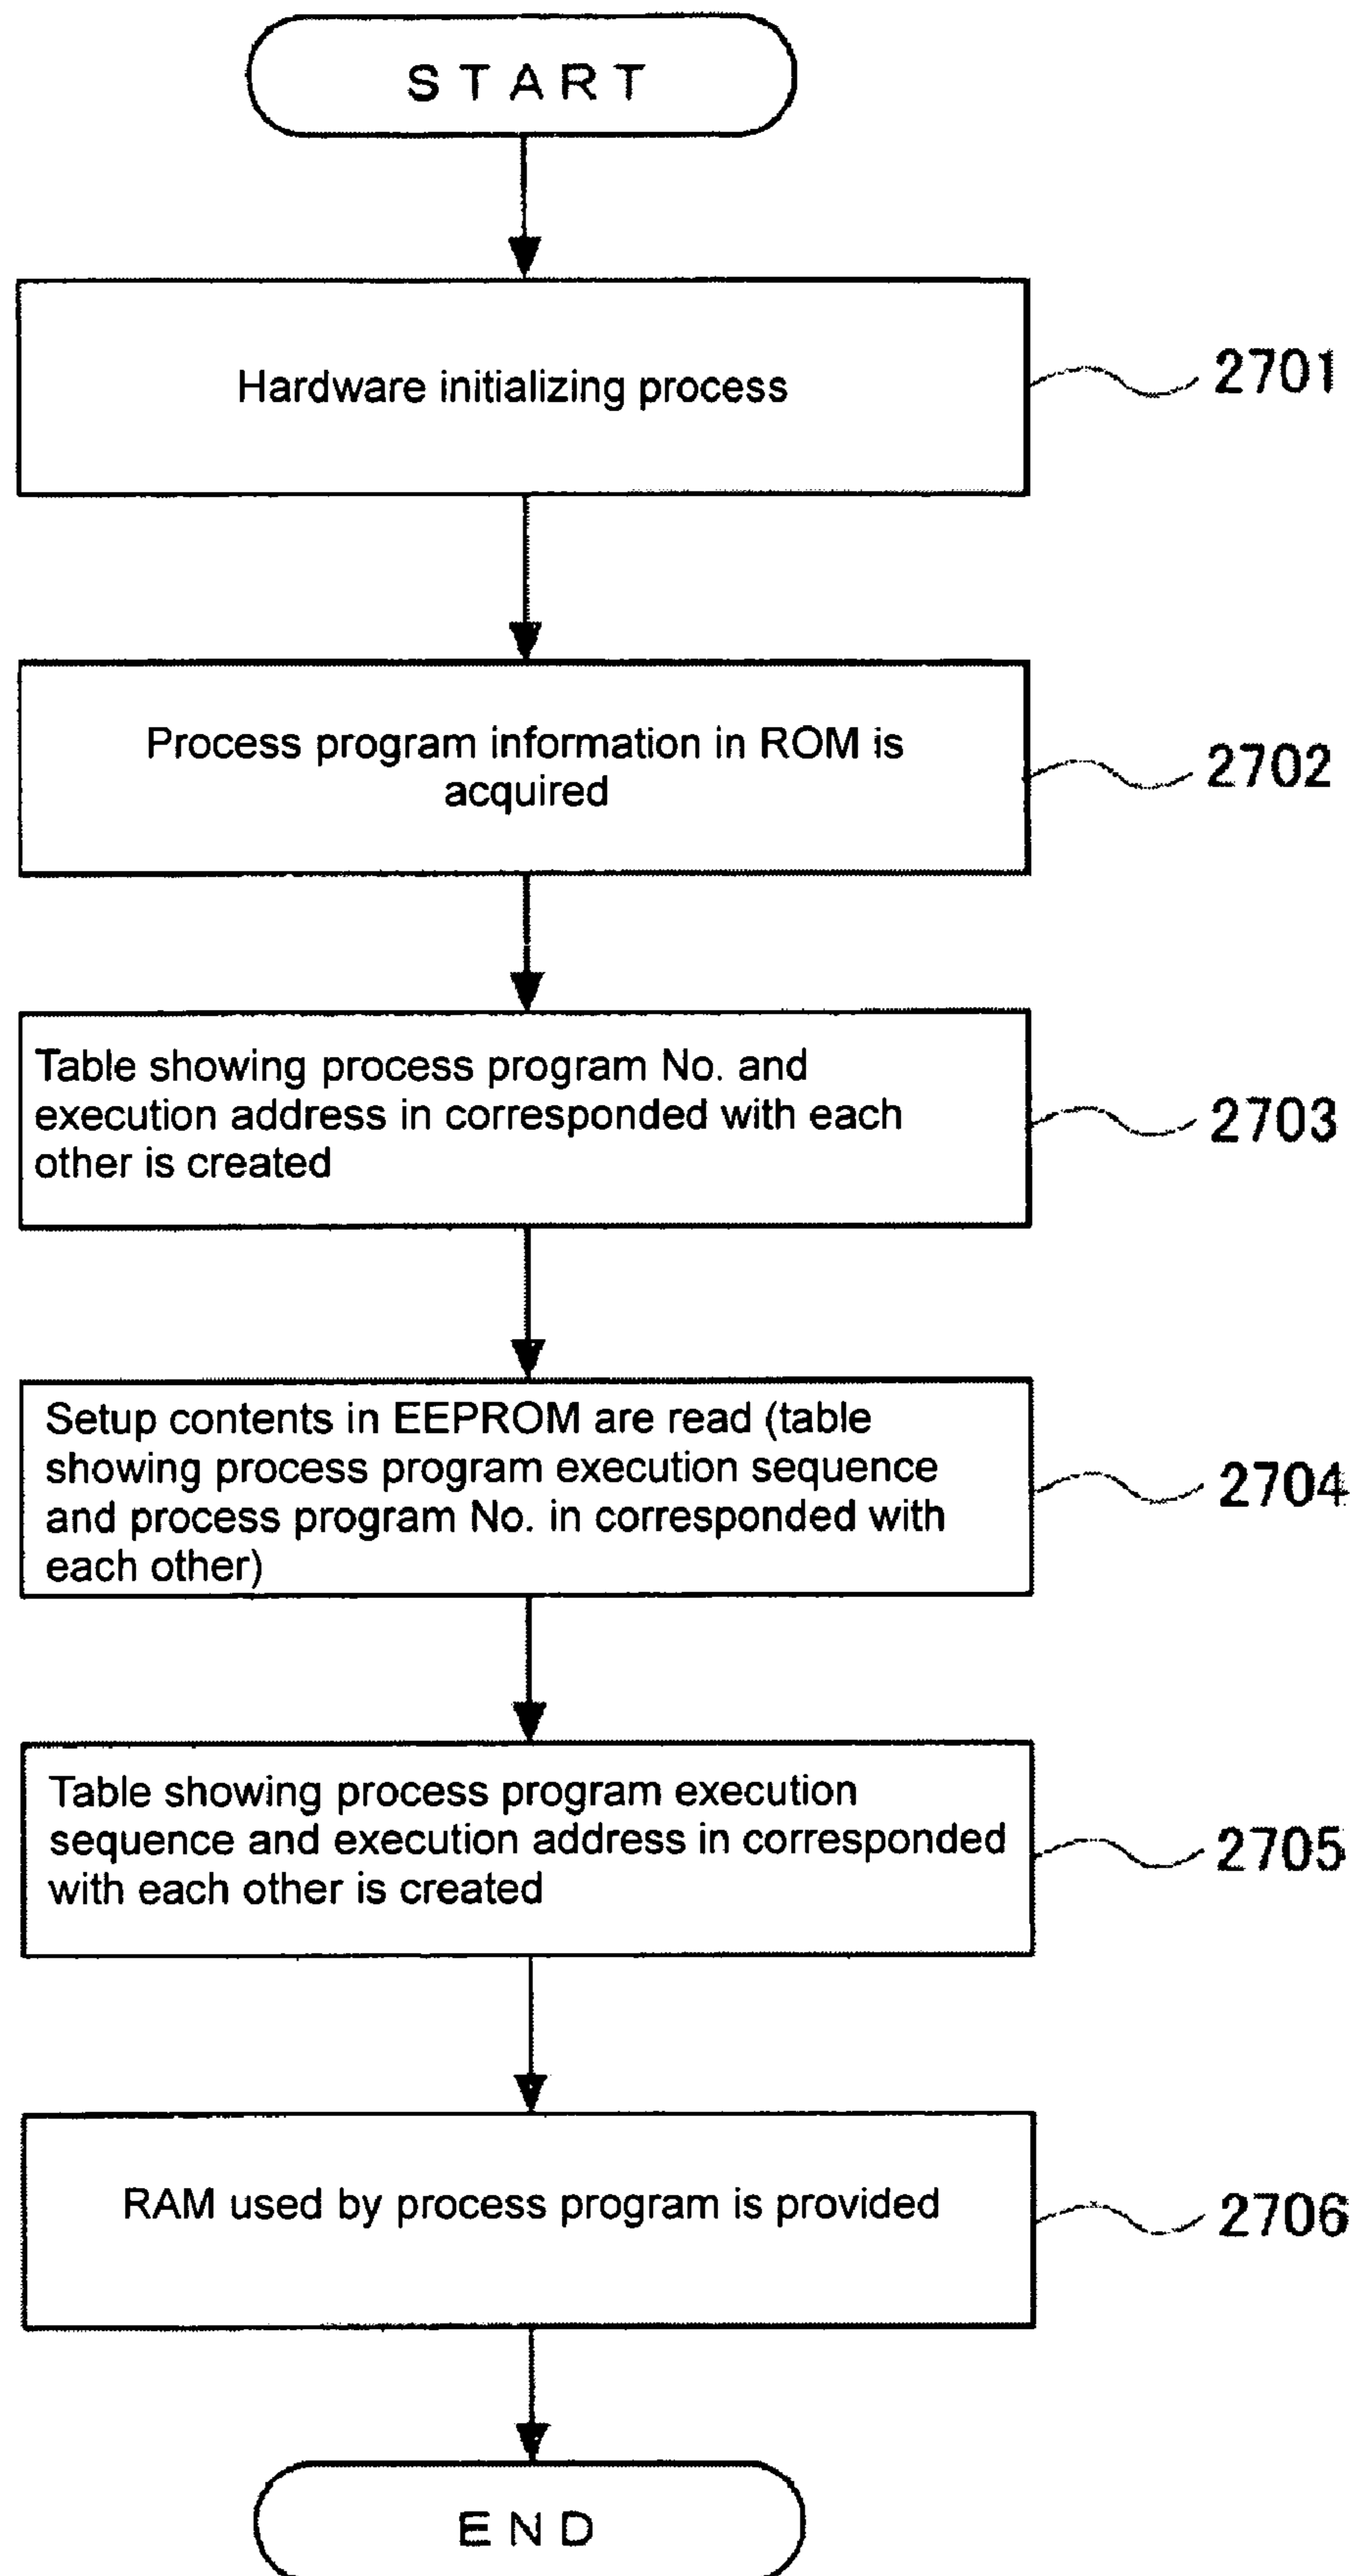 START
Hardware initializing process
2701
Process program information in ROM is
acquired
2702
Table showing process program No. and
execution address in corresponded with each
other is created
2703
Setup contents in EEPROM are read (table
showing process program execution sequence
and process program No. in corresponded with
each other)
2704
Table showing process program execution
sequence and execution address in corresponded
with each other is created
2705
RAM used by process program is provided
2706
END